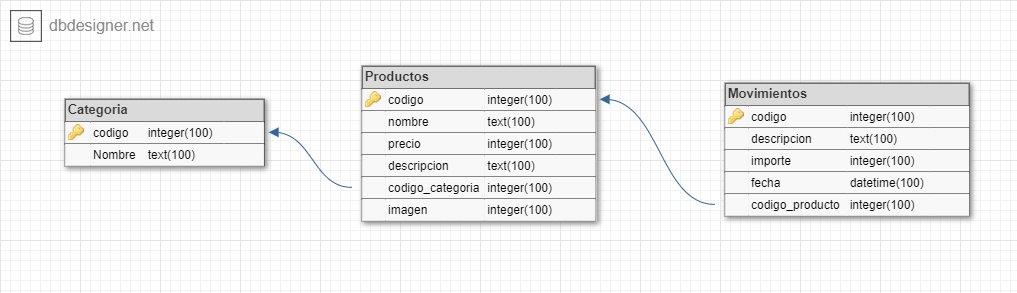 dbdesigner.net
Categoria
codigo integer(100)
Nombre text(100)
Productos
codigo integer(100)
nombre text(100)
precio integer(100)
descripcion text(100)
codigo_categoria integer(100)
imagen integer(100)
Movimientos
codigo integer(100)
descripcion text(100)
importe integer(100)
fecha datetime(100)
codigo_producto integer(100)